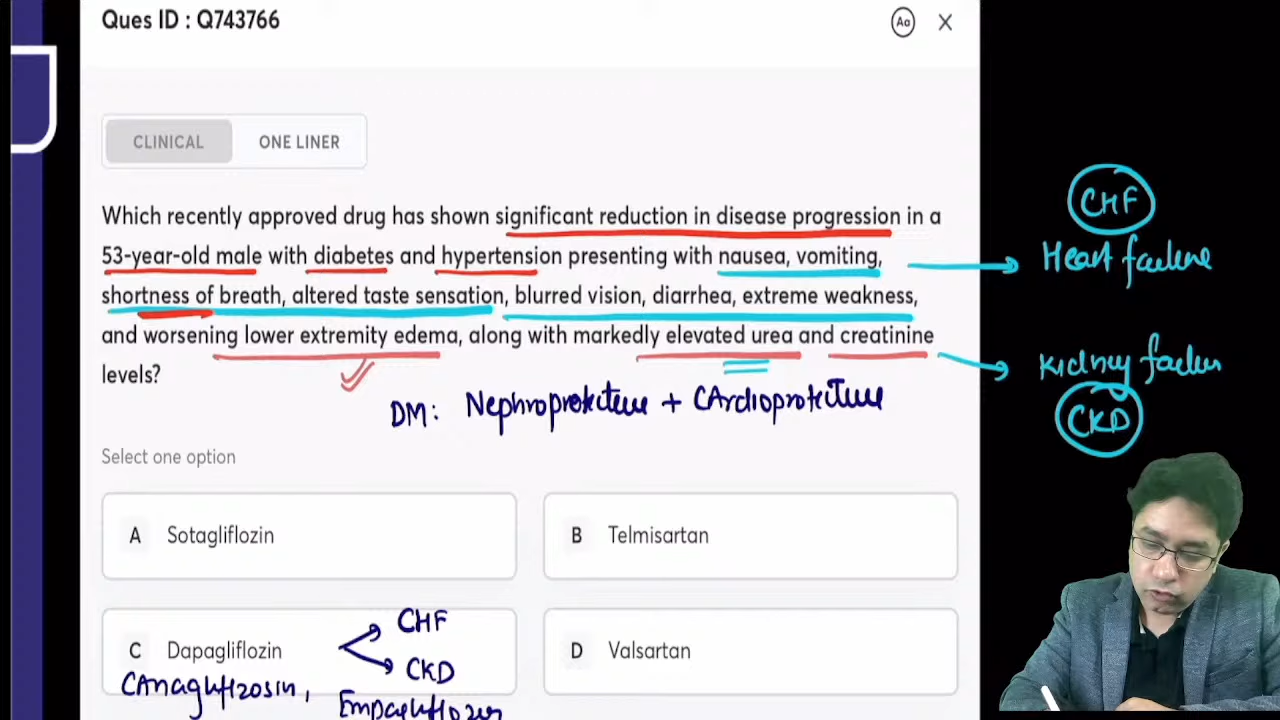 Ques ID : Q743766
Aa
CLINICAL ONE LINER
Which recently approved drug has shown significant reduction in disease progression in a
53-year-old male with diabetes and hypertension presenting with nausea, vomiting,
shortness of breath, altered taste sensation, blurred vision, diarrhea, extreme weakness,
and worsening lower extremity edema, along with markedly elevated urea and creatinine
levels?
CHF
Heart failure
Kidney failure
CKD
DM: Nephroprotective + CArdioprotective
Select one option
A Sotagliflozin
B Telmisartan
C Dapagliflozin
CHF
CKD
D Valsartan
CAnagliflozin,
Empagliflozin